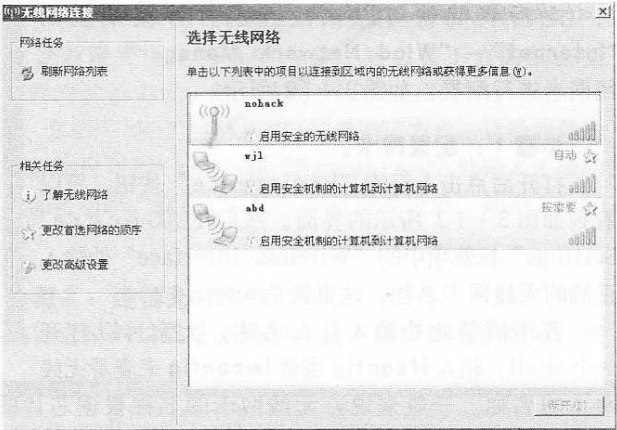 无线网络连接
网络任务
刷新网络列表
相关任务
了解无线网络
更改首选网络的顺序
更改高级设置
选择无线网络
单击以下列表中的项目以连接到区域内的无线网络或获得更多信息(W)。
nohack
启用安全的无线网络
wjl
自动
启用安全机制的计算机到计算机网络
abd
按需要
启用安全机制的计算机到计算机网络
断开(D)